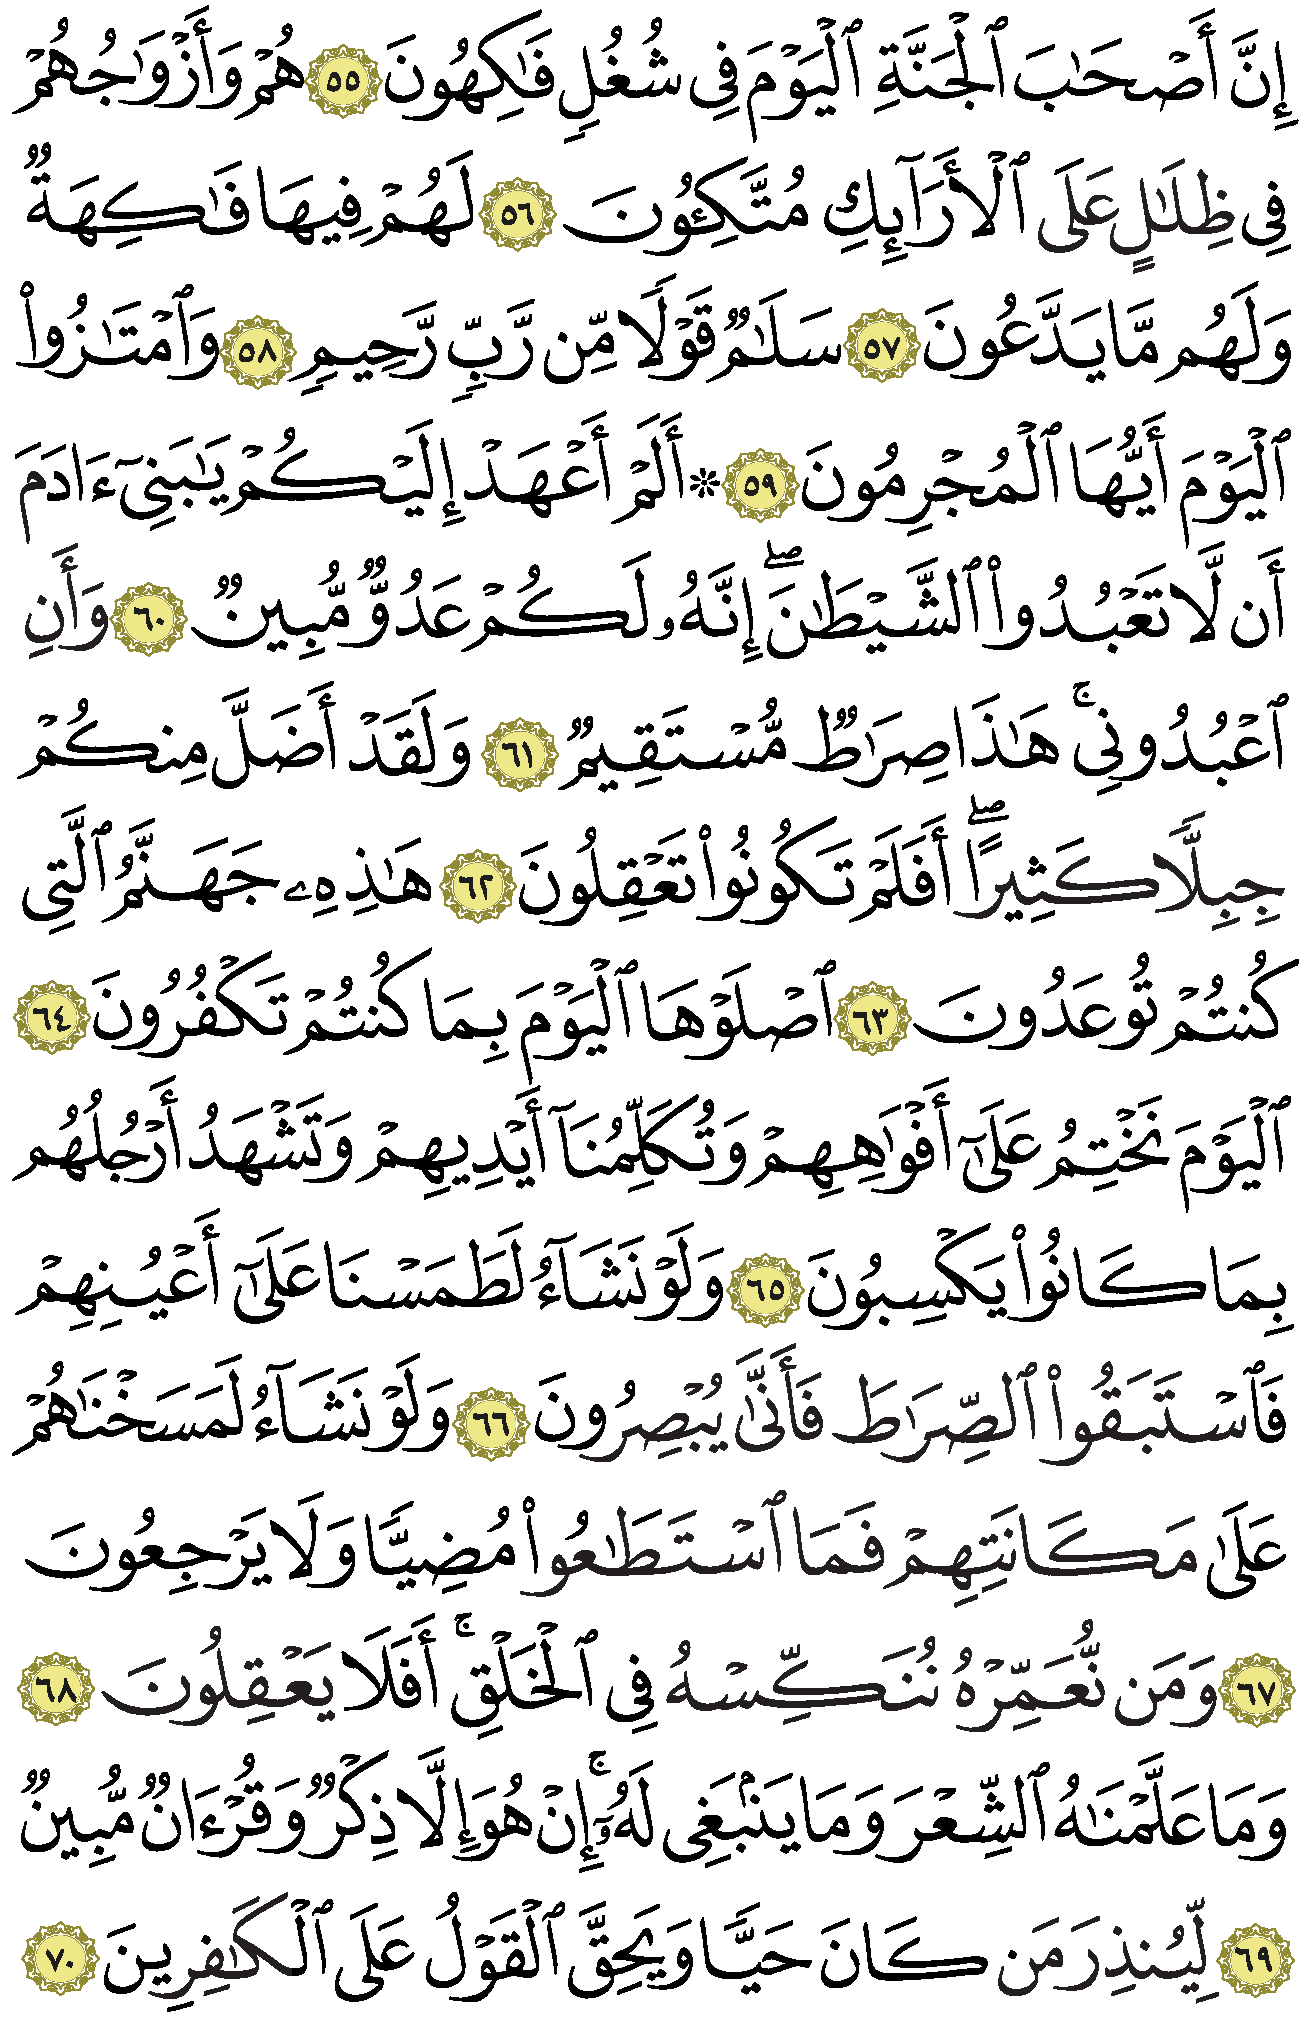 إِنَّ أَصْحَٰبَ ٱلْجَنَّةِ ٱلْيَوْمَ فِى شُغُلٍ فَٰكِهُونَ ٥٥ هُمْ وَأَزْوَٰجُهُمْ
فِى ظِلَٰلٍ عَلَى ٱلْأَرَآئِكِ مُتَّكِـُٔونَ ٥٦ لَهُمْ فِيهَا فَٰكِهَةٌ
وَلَهُم مَّا يَدَّعُونَ ٥٧ سَلَٰمٌ قَوْلًا مِّن رَّبٍّ رَّحِيمٍ ٥٨ وَٱمْتَٰزُوا۟
ٱلْيَوْمَ أَيُّهَا ٱلْمُجْرِمُونَ ٥٩ ۞ أَلَمْ أَعْهَدْ إِلَيْكُمْ يَٰبَنِىٓ ءَادَمَ
أَن لَّا تَعْبُدُوا۟ ٱلشَّيْطَٰنَ ۖ إِنَّهُۥ لَكُمْ عَدُوٌّ مُّبِينٌ ٦٠ وَأَنِ
ٱعْبُدُونِى ۚ هَٰذَا صِرَٰطٌ مُّسْتَقِيمٌ ٦١ وَلَقَدْ أَضَلَّ مِنكُمْ
جِبِلًّا كَثِيرًا ۖ أَفَلَمْ تَكُونُوا۟ تَعْقِلُونَ ٦٢ هَٰذِهِۦ جَهَنَّمُ ٱلَّتِى
كُنتُمْ تُوعَدُونَ ٦٣ ٱصْلَوْهَا ٱلْيَوْمَ بِمَا كُنتُمْ تَكْفُرُونَ ٦٤
ٱلْيَوْمَ نَخْتِمُ عَلَىٰٓ أَفْوَٰهِهِمْ وَتُكَلِّمُنَآ أَيْدِيهِمْ وَتَشْهَدُ أَرْجُلُهُم
بِمَا كَانُوا۟ يَكْسِبُونَ ٦٥ وَلَوْ نَشَآءُ لَطَمَسْنَا عَلَىٰٓ أَعْيُنِهِمْ
فَٱسْتَبَقُوا۟ ٱلصِّرَٰطَ فَأَنَّىٰ يُبْصِرُونَ ٦٦ وَلَوْ نَشَآءُ لَمَسَخْنَٰهُمْ
عَلَىٰ مَكَانَتِهِمْ فَمَا ٱسْتَطَٰعُوا۟ مُضِيًّا وَلَا يَرْجِعُونَ
٦٧ وَمَن نُّعَمِّرْهُ نُنَكِّسْهُ فِى ٱلْخَلْقِ ۚ أَفَلَا يَعْقِلُونَ ٦٨
وَمَا عَلَّمْنَٰهُ ٱلشِّعْرَ وَمَا يَنۢبَغِى لَهُۥٓ ۚ إِنْ هُوَ إِلَّا ذِكْرٌ وَقُرْءَانٌ مُّبِينٌ
٦٩ لِّيُنذِرَ مَن كَانَ حَيًّا وَيَحِقَّ ٱلْقَوْلُ عَلَى ٱلْكَٰفِرِينَ ٧٠